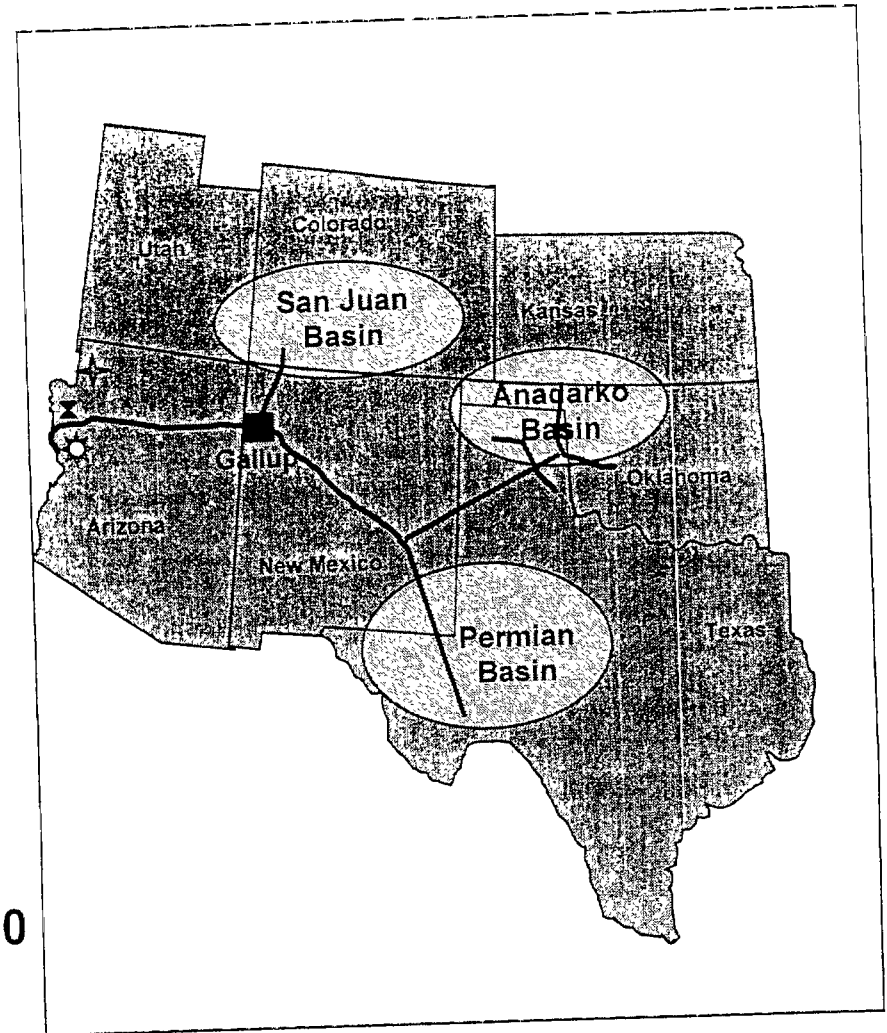 Utah
Colorado
San Juan
Basin
Kansas
Anadarko
Basin
Gallup
Oklahoma
Arizona
New Mexico
Permian
Basin
Texas
0